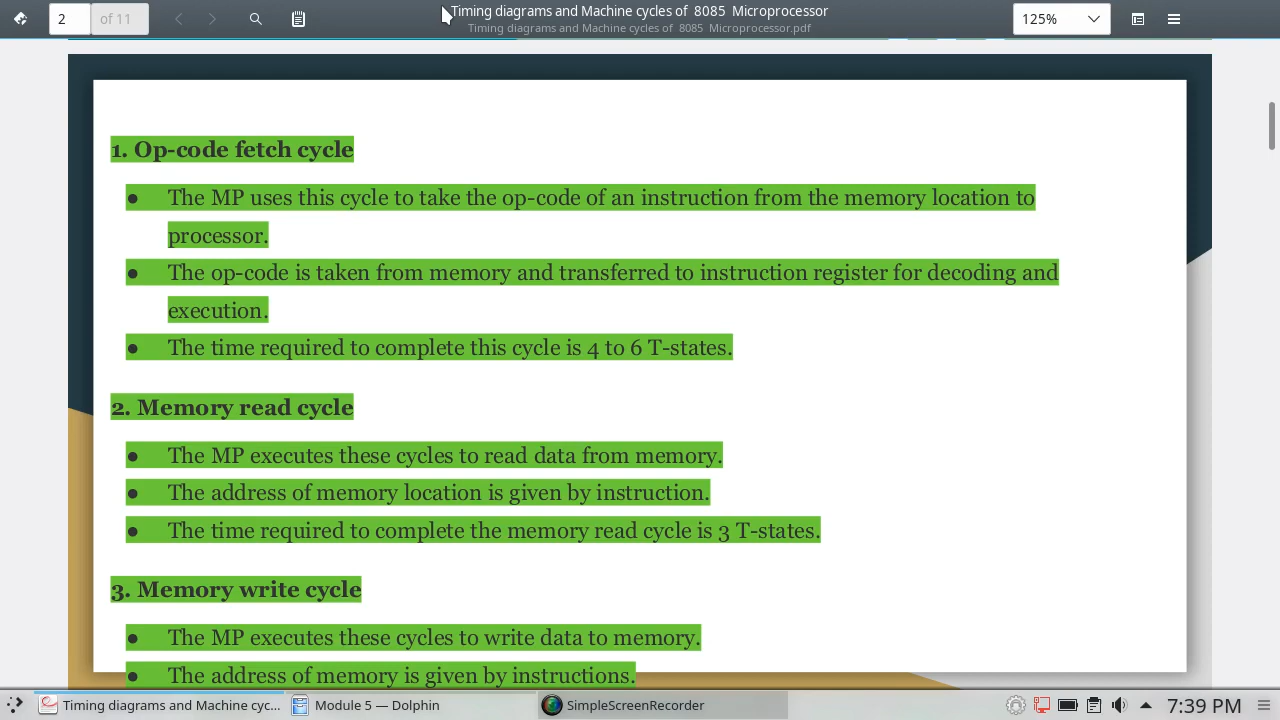 2 of 11
Timing diagrams and Machine cycles of 8085 Microprocessor
Timing diagrams and Machine cycles of 8085 Microprocessor.pdf
125%
1. Op-code fetch cycle
● The MP uses this cycle to take the op-code of an instruction from the memory location to
processor.
● The op-code is taken from memory and transferred to instruction register for decoding and
execution.
● The time required to complete this cycle is 4 to 6 T-states.
2. Memory read cycle
● The MP executes these cycles to read data from memory.
● The address of memory location is given by instruction.
● The time required to complete the memory read cycle is 3 T-states.
3. Memory write cycle
● The MP executes these cycles to write data to memory.
● The address of memory is given by instructions.
Timing diagrams and Machine cyc...
Module 5 — Dolphin
SimpleScreenRecorder
7:39 PM